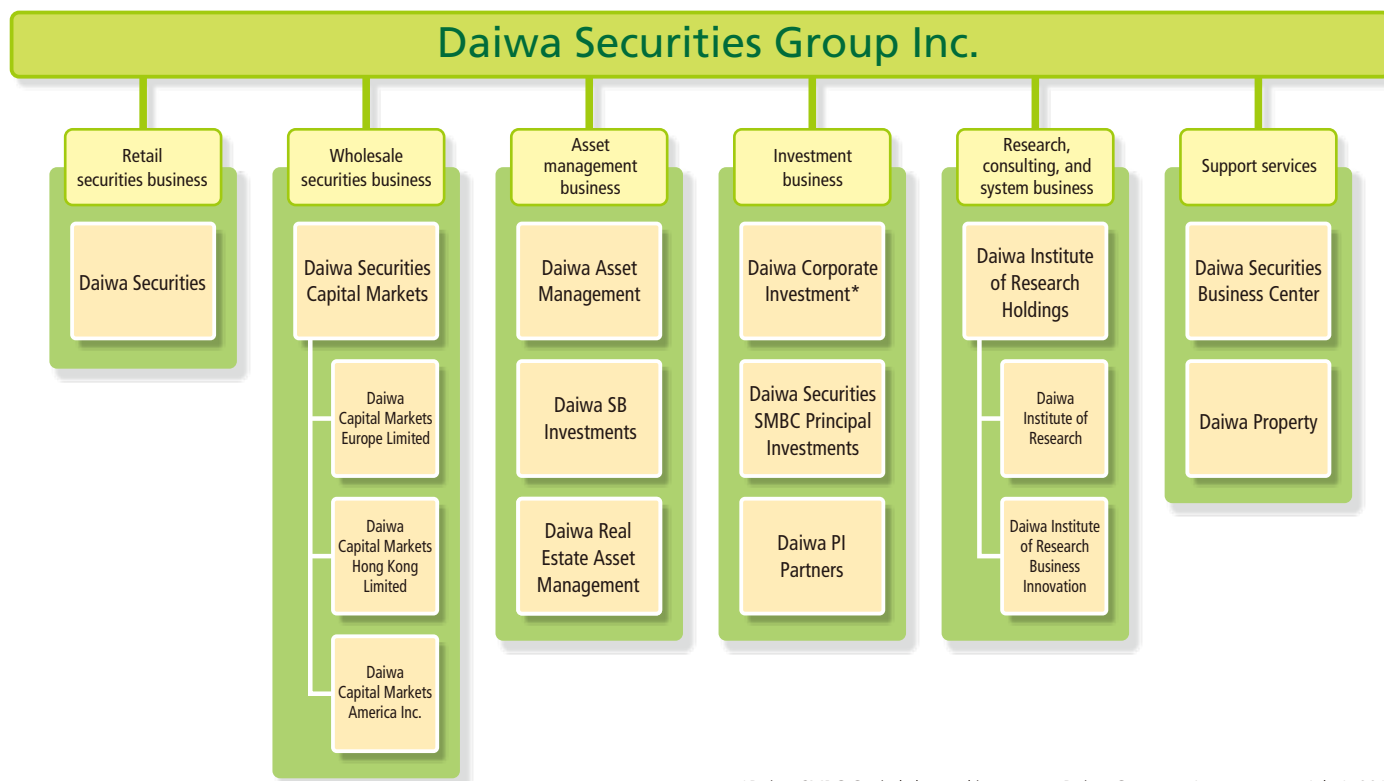 Daiwa Securities Group Inc.
Retail
securities business
Daiwa Securities
Wholesale
securities business
Daiwa Securities
Capital Markets
Daiwa
Capital Markets
Europe Limited
Daiwa
Capital Markets
Hong Kong
Limited
Daiwa
Capital Markets
America Inc.
Asset
management
business
Daiwa Asset
Management
Daiwa SB
Investments
Daiwa Real
Estate Asset
Management
Investment
business
Daiwa Corporate
Investment*
Daiwa Securities
SMBC Principal
Investments
Daiwa PI
Partners
Research,
consulting, and
system business
Daiwa Institute
of Research
Holdings
Daiwa
Institute of
Research
Daiwa Institute
of Research
Business
Innovation
Support services
Daiwa Securities
Business Center
Daiwa Property